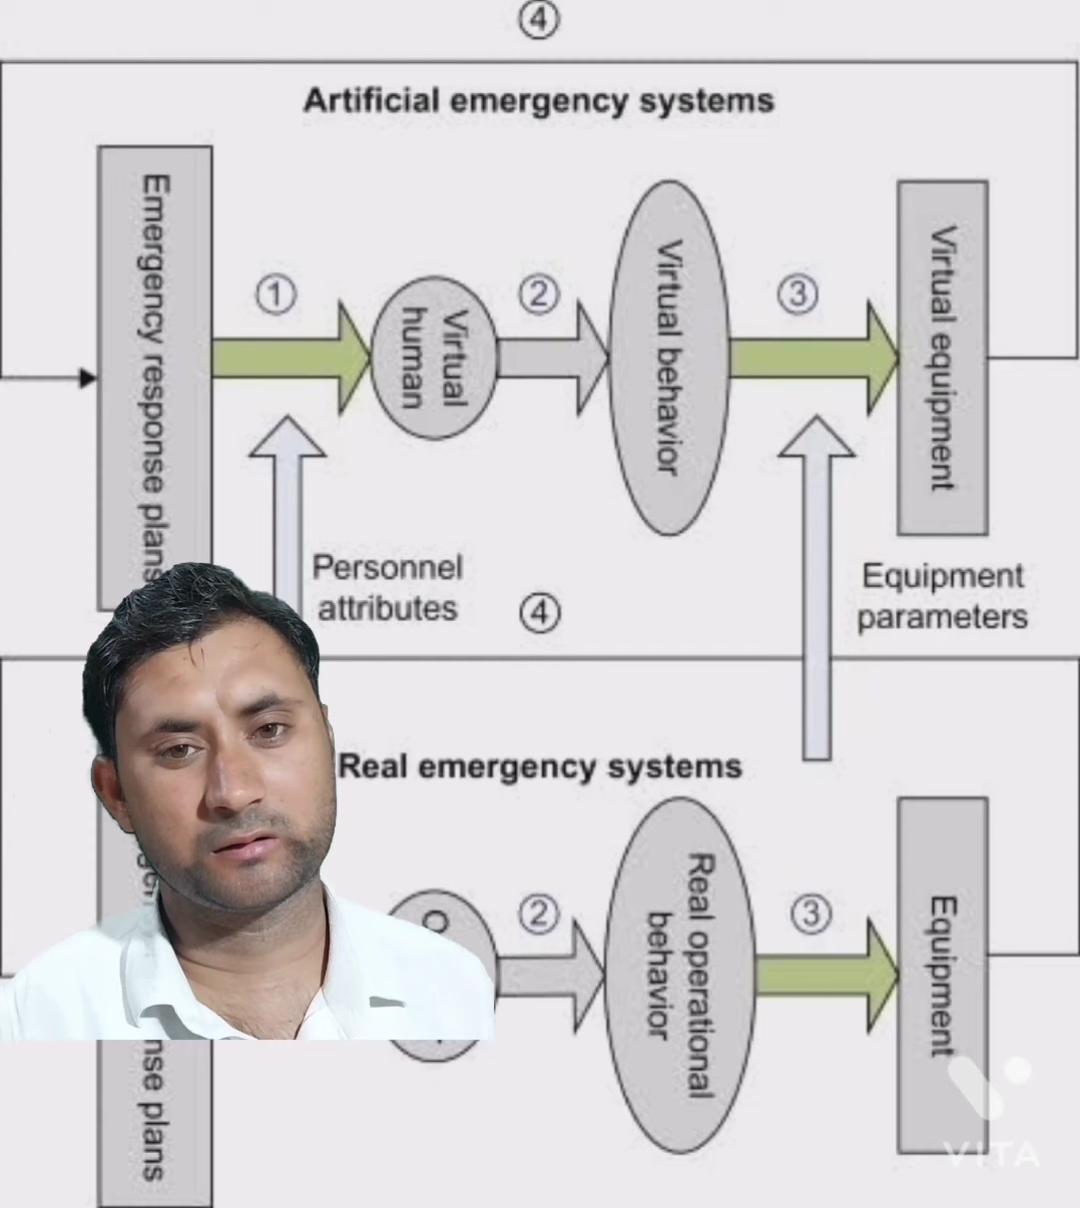 ④
Artificial emergency systems
Emergency response plans
①
Virtual
human
②
Virtual behavior
③
Virtual equipment
Personnel
attributes
④
Equipment
parameters
Real emergency systems
②
Real operational
behavior
③
Equipment
plans
VITA